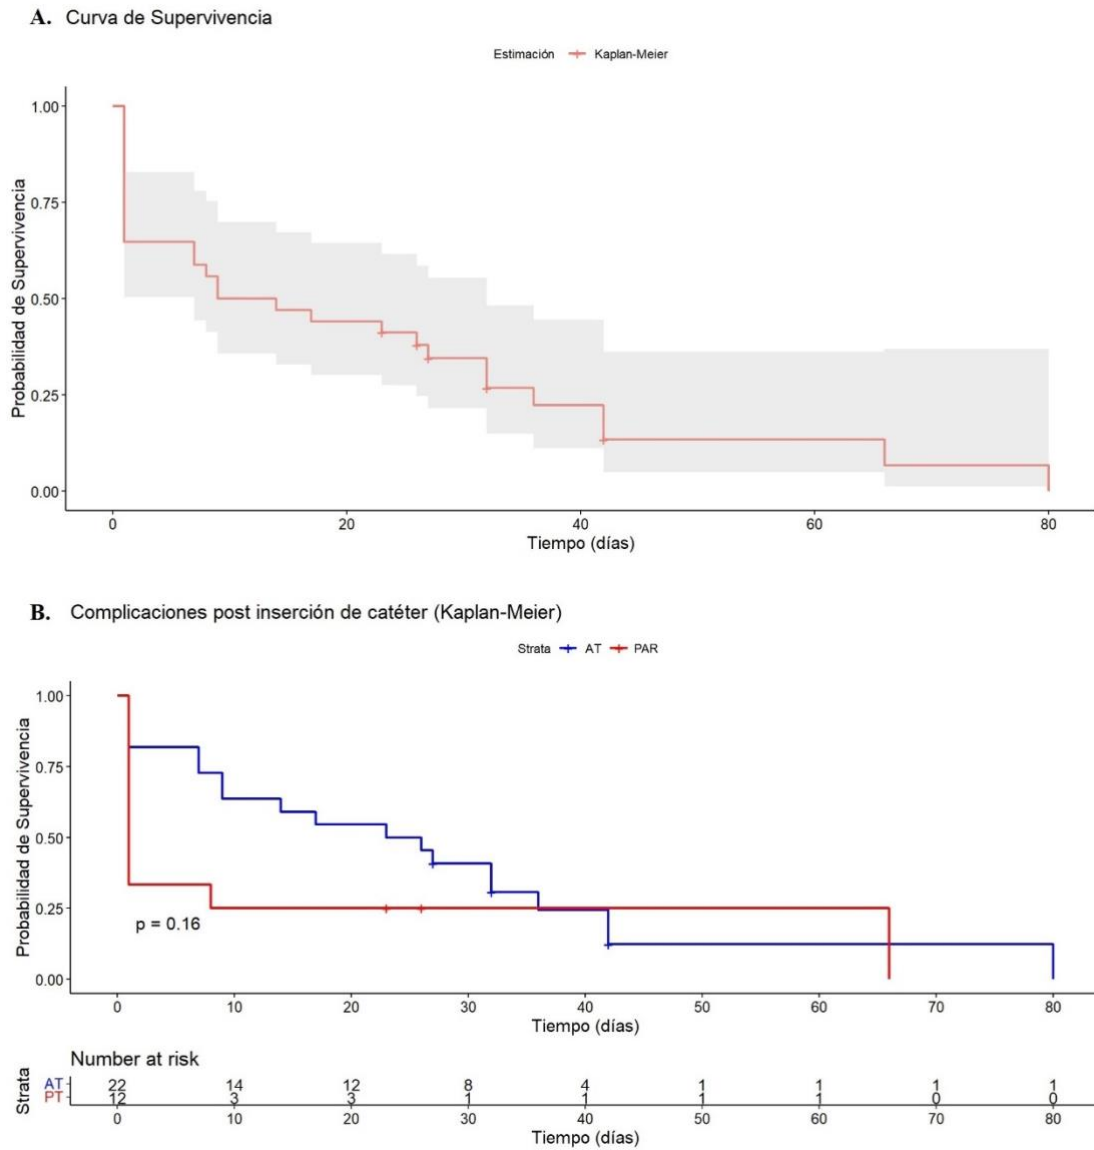 A. Curva de Supervivencia
Estimación Kaplan-Meier
Probabilidad de Supervivencia
1.00
0.75
0.50
0.25
0.00
0 20 40 60 80
Tiempo (días)
B. Complicaciones post inserción de catéter (Kaplan-Meier)
Strata AT PAR
Probabilidad de Supervivencia
1.00
0.75
0.50
0.25
0.00
p = 0.16
0 10 20 30 40 50 60 70 80
Tiempo (días)
Number at risk
Strata
AT 22 14 12 8 4 1 1 1 1
PT 12 3 3 1 1 1 1 0 0
0 10 20 30 40 50 60 70 80
Tiempo (días)